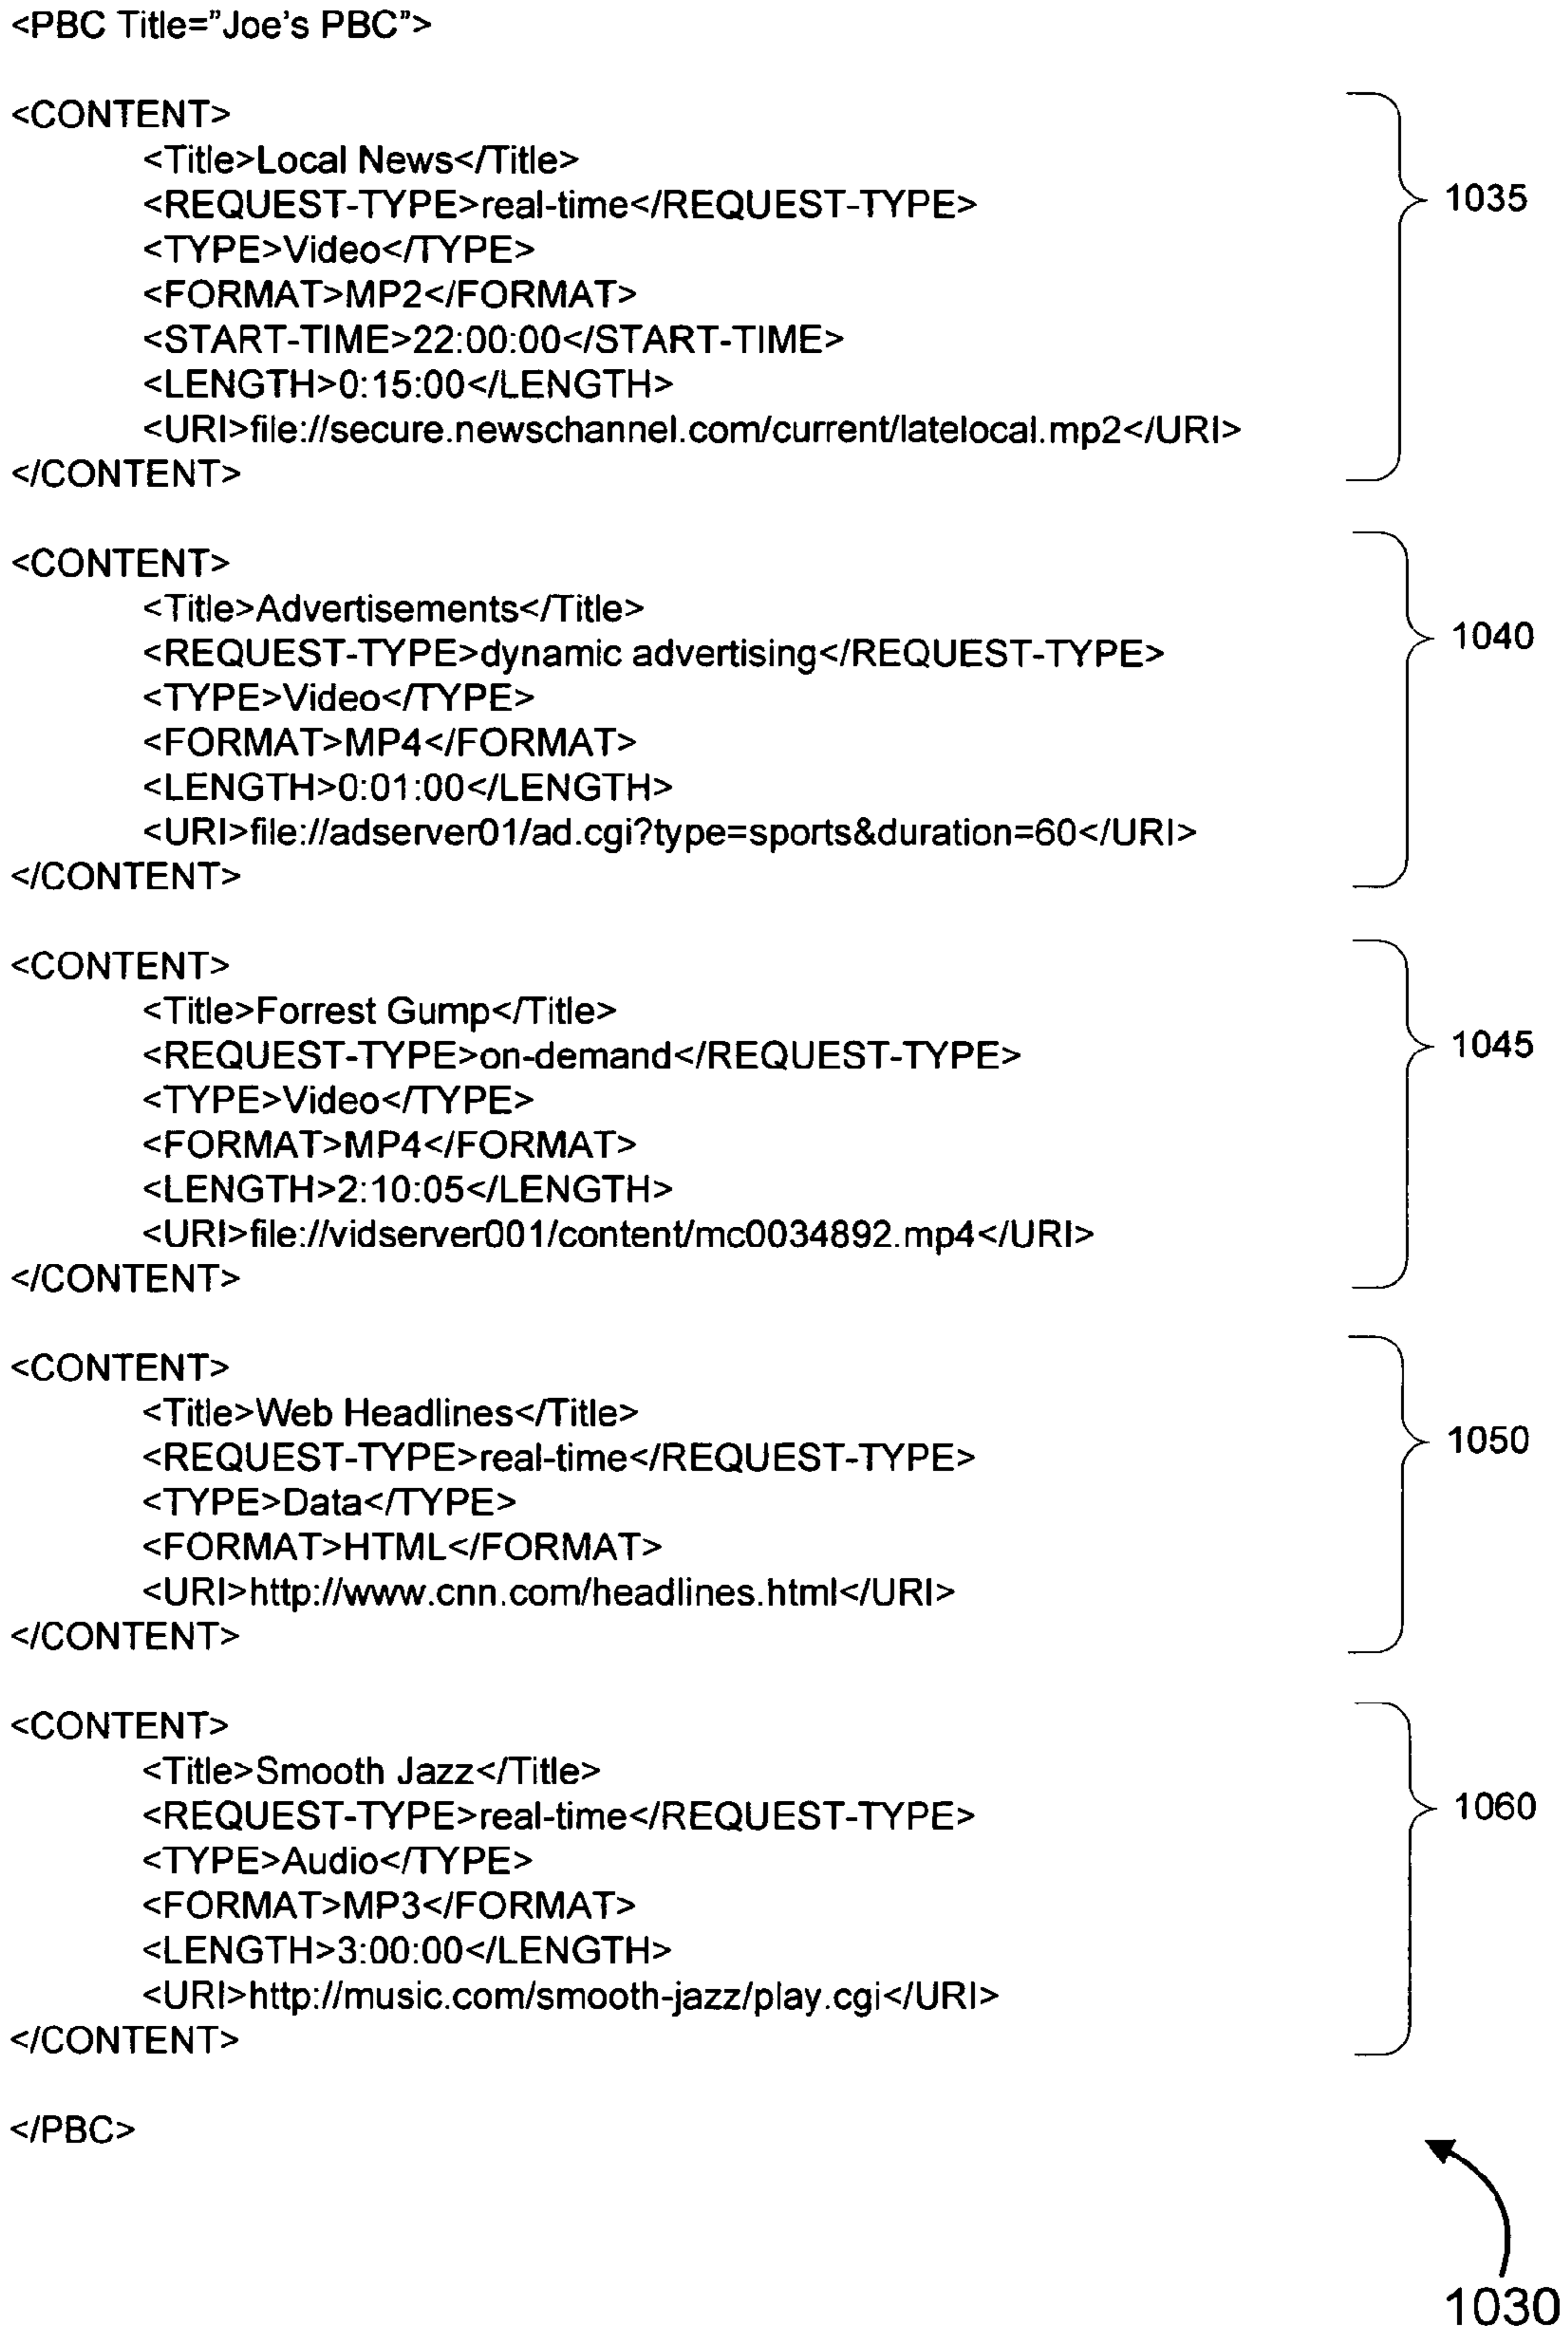 <PBC Title=”Joe’s PBC”>
<CONTENT>
<Title>Local News</Title>
<REQUEST-TYPE>real-time</REQUEST-TYPE>
1035
<TYPE>Video</TYPE>
<FORMAT>MP2</FORMAT>
<START-TIME>22:00:00</START-TIME>
<LENGTH>0:15:00</LENGTH>
<URI>file://secure.newschannel.com/current/latelocal.mp2</URI>
</CONTENT>
<CONTENT>
<Title>Advertisements</Title>
1040
<REQUEST-TYPE>dynamic advertising</REQUEST-TYPE>
<TYPE>Video</TYPE>
<FORMAT>MP4</FORMAT>
<LENGTH>0:01:00</LENGTH>
<URI>file://adserver01/ad.cgi?type=sports&duration=60</URI>
</CONTENT>
<CONTENT>
<Title>Forrest Gump</Title>
<REQUEST-TYPE>on-demand</REQUEST-TYPE>
1045
<TYPE>Video</TYPE>
<FORMAT>MP4</FORMAT>
<LENGTH>2:10:05</LENGTH>
<URI>file://vidserver001/content/mc0034892.mp4</URI>
</CONTENT>
<CONTENT>
<Title>Web Headlines</Title>
<REQUEST-TYPE>real-time</REQUEST-TYPE>
1050
<TYPE>Data</TYPE>
<FORMAT>HTML</FORMAT>
<URI>http://www.cnn.com/headlines.html</URI>
</CONTENT>
<CONTENT>
<Title>Smooth Jazz</Title>
<REQUEST-TYPE>real-time</REQUEST-TYPE>
1060
<TYPE>Audio</TYPE>
<FORMAT>MP3</FORMAT>
<LENGTH>3:00:00</LENGTH>
<URI>http://music.com/smooth-jazz/play.cgi</URI>
</CONTENT>
</PBC>
1030